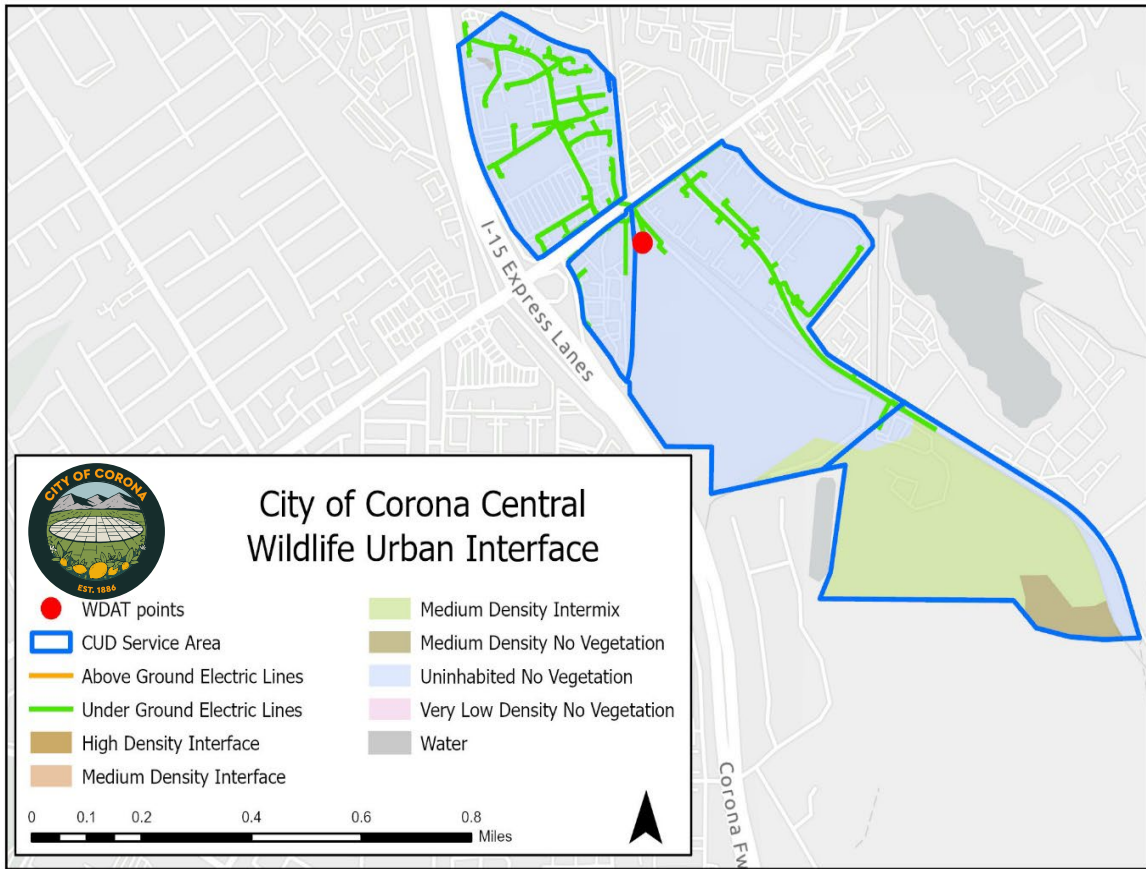 I-15 Express Lanes
CITY OF CORONA
EST. 1886
City of Corona Central
Wildlife Urban Interface
WDAT points
CUD Service Area
Above Ground Electric Lines
Under Ground Electric Lines
High Density Interface
Medium Density Interface
Medium Density Intermix
Medium Density No Vegetation
Uninhabited No Vegetation
Very Low Density No Vegetation
Water
0 0.1 0.2 0.4 0.6 0.8
Miles
Corona Fw